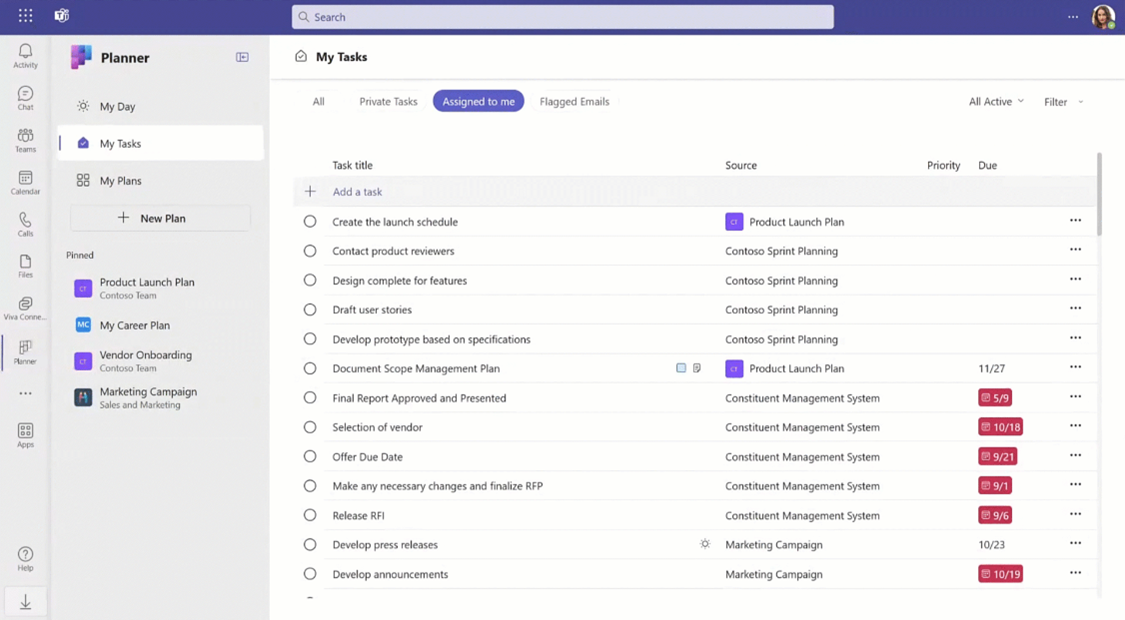 Search
Activity
Chat
Teams
Calendar
Calls
Files
Viva Conne...
Planner
Apps
Help
Planner
My Day
My Tasks
My Plans
New Plan
Pinned
CT Product Launch Plan
Contoso Team
MC My Career Plan
CT Vendor Onboarding
Contoso Team
Marketing Campaign
Sales and Marketing
My Tasks
All Private Tasks Assigned to me Flagged Emails All Active Filter
Task title Source Priority Due
Add a task
Create the launch schedule CT Product Launch Plan
Contact product reviewers Contoso Sprint Planning
Design complete for features Contoso Sprint Planning
Draft user stories Contoso Sprint Planning
Develop prototype based on specifications Contoso Sprint Planning
Document Scope Management Plan CT Product Launch Plan 11/27
Final Report Approved and Presented Constituent Management System 5/9
Selection of vendor Constituent Management System 10/18
Offer Due Date Constituent Management System 9/21
Make any necessary changes and finalize RFP Constituent Management System 9/1
Release RFI Constituent Management System 9/6
Develop press releases Marketing Campaign 10/23
Develop announcements Marketing Campaign 10/19